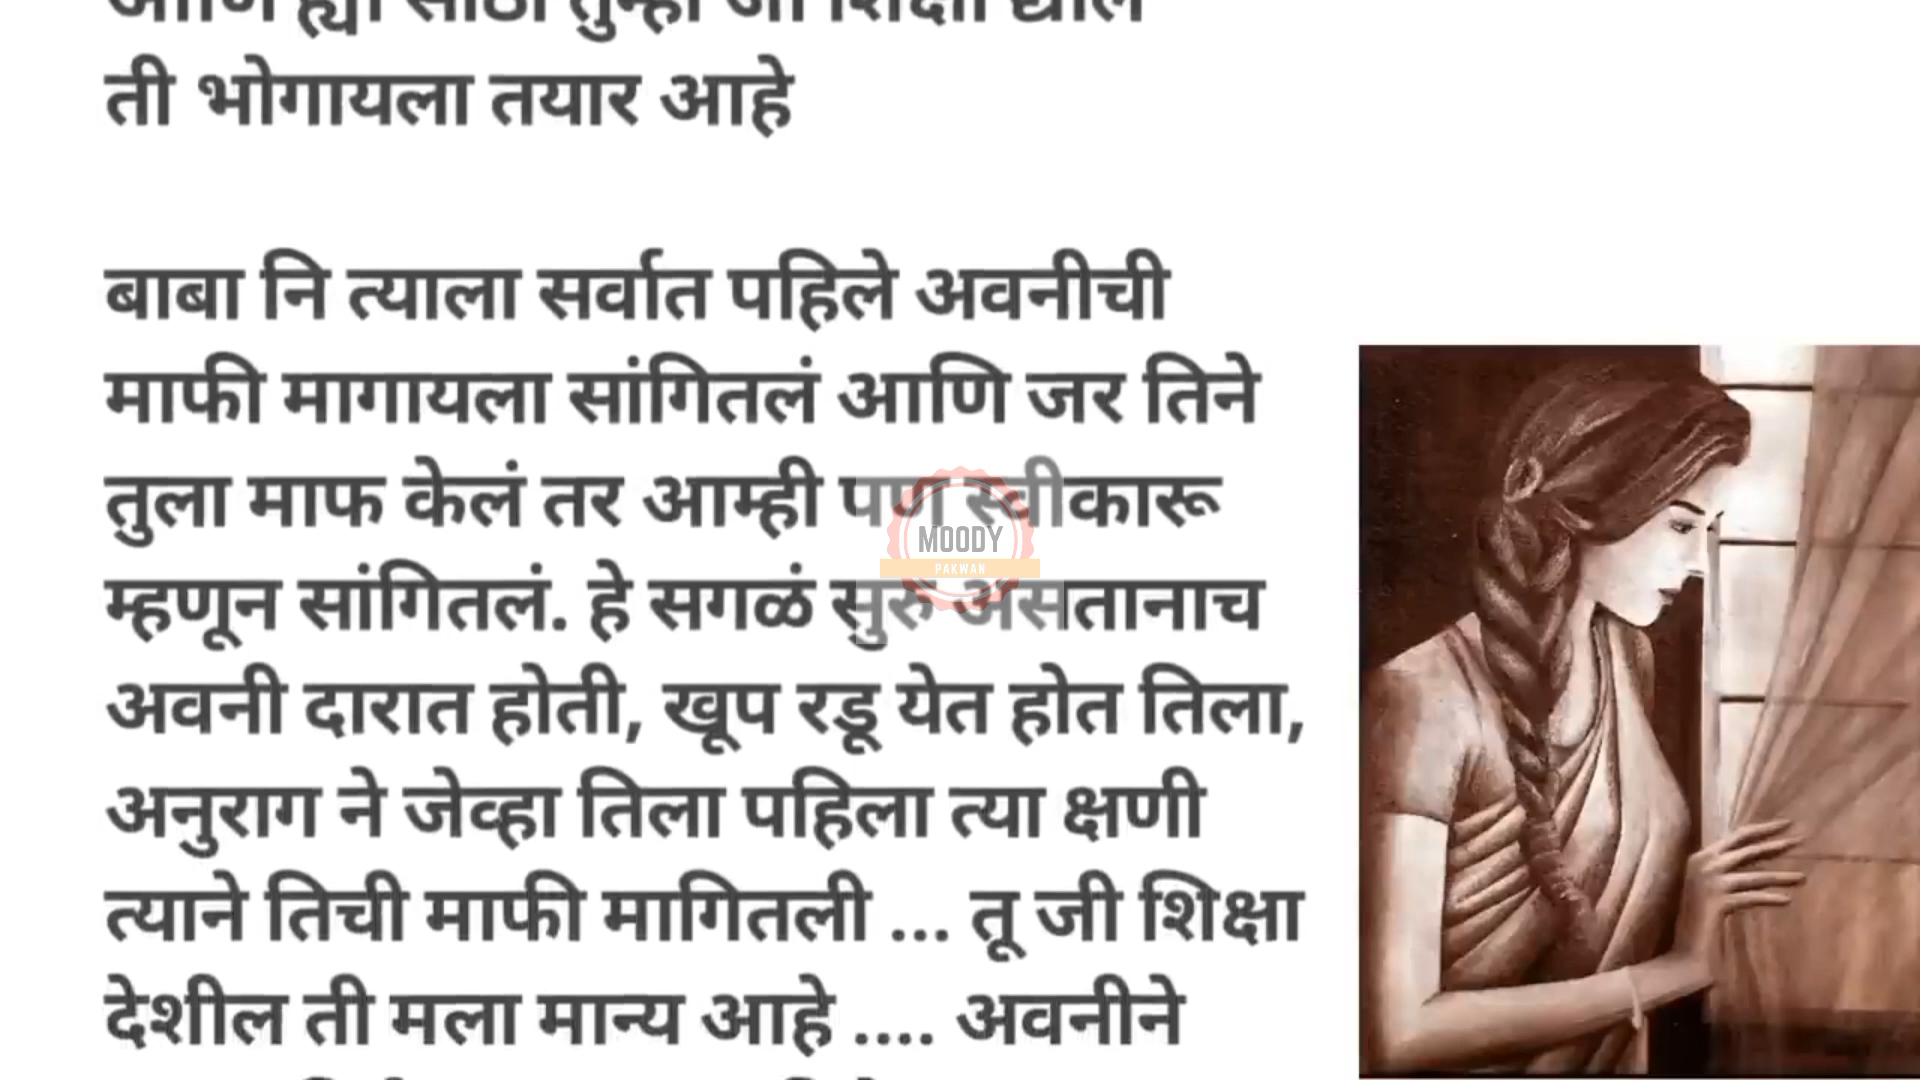 आणि ह्या साठी तुम्ही जी शिक्षा द्याल
ती भोगायला तयार आहे
बाबा नि त्याला सर्वात पहिले अवनीची
माफी मागायला सांगितलं आणि जर तिने
तुला माफ केलं तर आम्ही पण स्वीकारू
म्हणून सांगितलं. हे सगळं सुरु असतानाच
अवनी दारात होती, खूप रडू येत होत तिला,
अनुराग ने जेव्हा तिला पहिला त्या क्षणी
त्याने तिची माफी मागितली ... तू जी शिक्षा
देशील ती मला मान्य आहे .... अवनीने
MOODY
PAKWAN